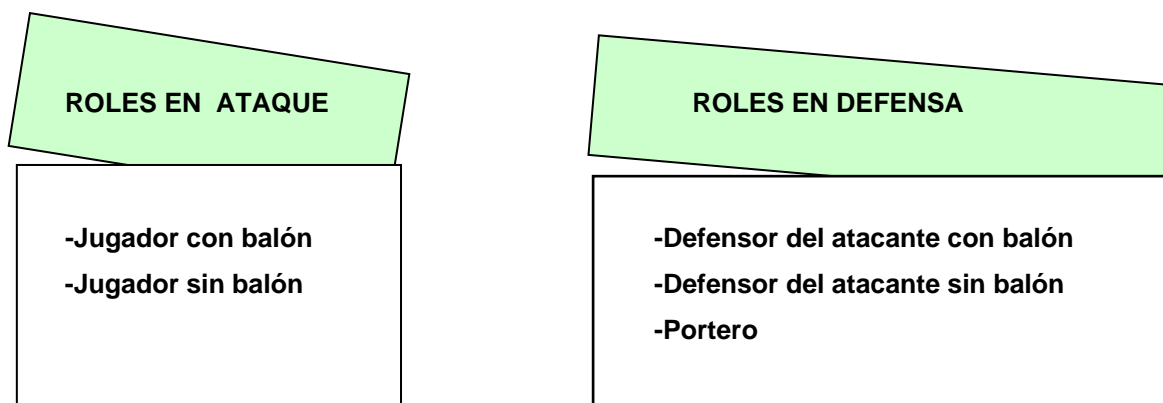 ROLES EN ATAQUE
-Jugador con balón
-Jugador sin balón
ROLES EN DEFENSA
-Defensor del atacante con balón
-Defensor del atacante sin balón
-Portero